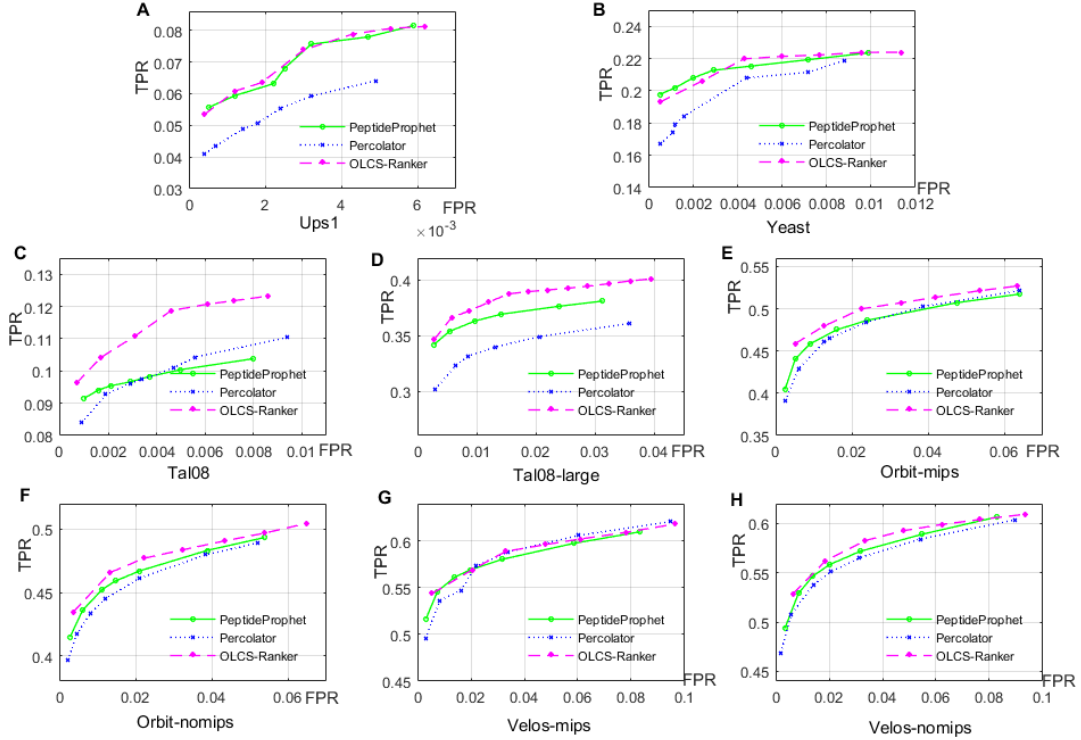 A
TPR
0.08
0.07
0.06
0.05
0.04
0.03
PeptideProphet
Percolator
OLCS-Ranker
0 2 4 6 FPR
Ups1
× 10⁻³
B
TPR
0.26
0.24
0.22
0.2
0.18
0.16
0.14
PeptideProphet
Percolator
OLCS-Ranker
FPR
0 0.002 0.004 0.006 0.008 0.01 0.012
Yeast
C
TPR
0.13
0.12
0.11
0.1
0.09
0.08
PeptideProphet
Percolator
OLCS-Ranker
0 0.002 0.004 0.006 0.008 0.01 FPR
Tal08
D
TPR
0.4
0.35
0.3
PeptideProphet
Percolator
OLCS-Ranker
0 0.01 0.02 0.03 0.04 FPR
Tal08-large
E
TPR
0.55
0.5
0.45
0.4
0.35
PeptideProphet
Percolator
OLCS-Ranker
0 0.02 0.04 0.06 FPR
Orbit-mips
F
TPR
0.5
0.4
PeptideProphet
Percolator
OLCS-Ranker
0 0.02 0.04 0.06 FPR
Orbit-nomips
G
TPR
0.6
0.55
0.5
0.45
PeptideProphet
Percolator
OLCS-Ranker
FPR
0 0.02 0.04 0.06 0.08 0.1
Velos-mips
H
TPR
0.6
0.55
0.5
0.45
PeptideProphet
Percolator
OLCS-Ranker
FPR
0 0.02 0.04 0.06 0.08 0.1
Velos-nomips